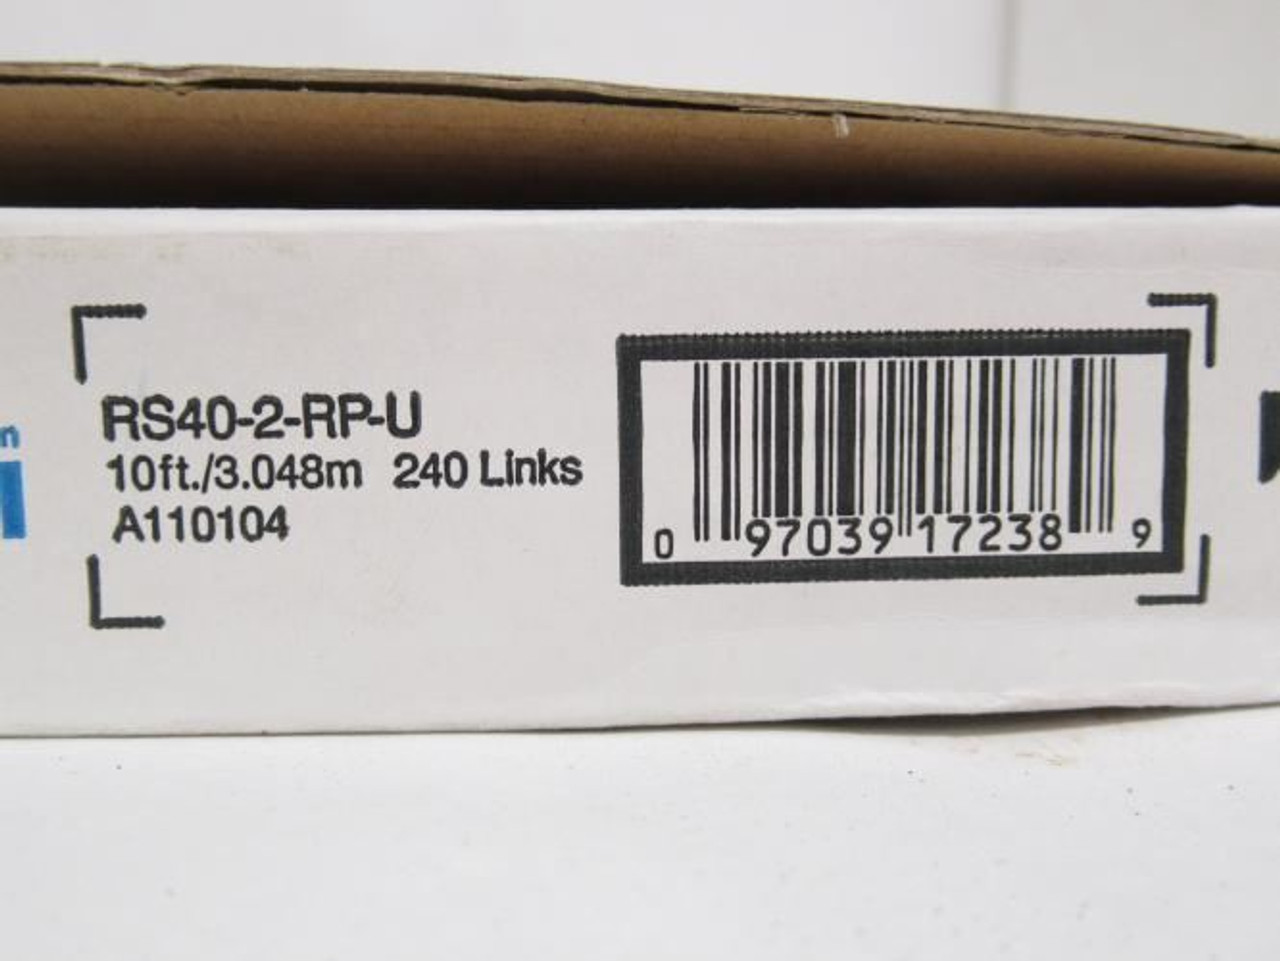 n
RS40-2-RP-U
10ft./3.048m 240 Links
A110104
0 97039 17238 9